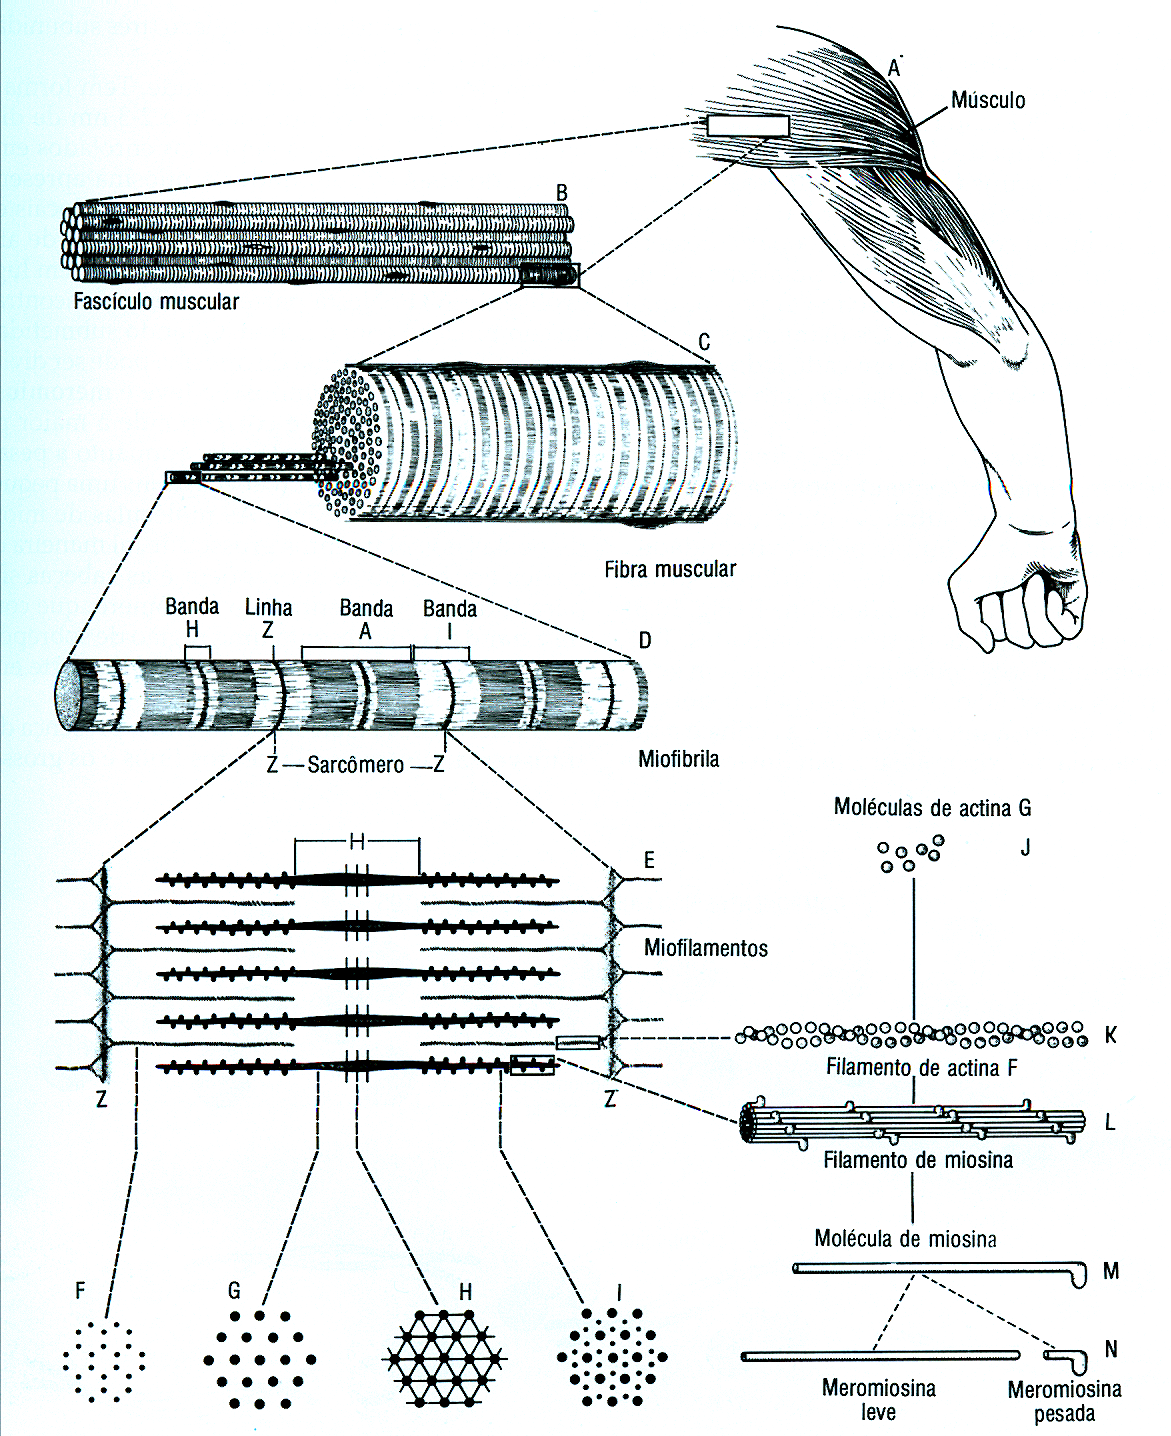 A
Músculo
B
Fascículo muscular
C
Fibra muscular
Banda Linha Banda Banda
H Z A I
D
Z—Sarcômero—Z
Miofibrila
H
E
Miofilamentos
Z Z
Moléculas de actina G
J
K
Filamento de actina F
L
Filamento de miosina
Molécula de miosina
M
N
Meromiosina
leve
Meromiosina
pesada
F G H I